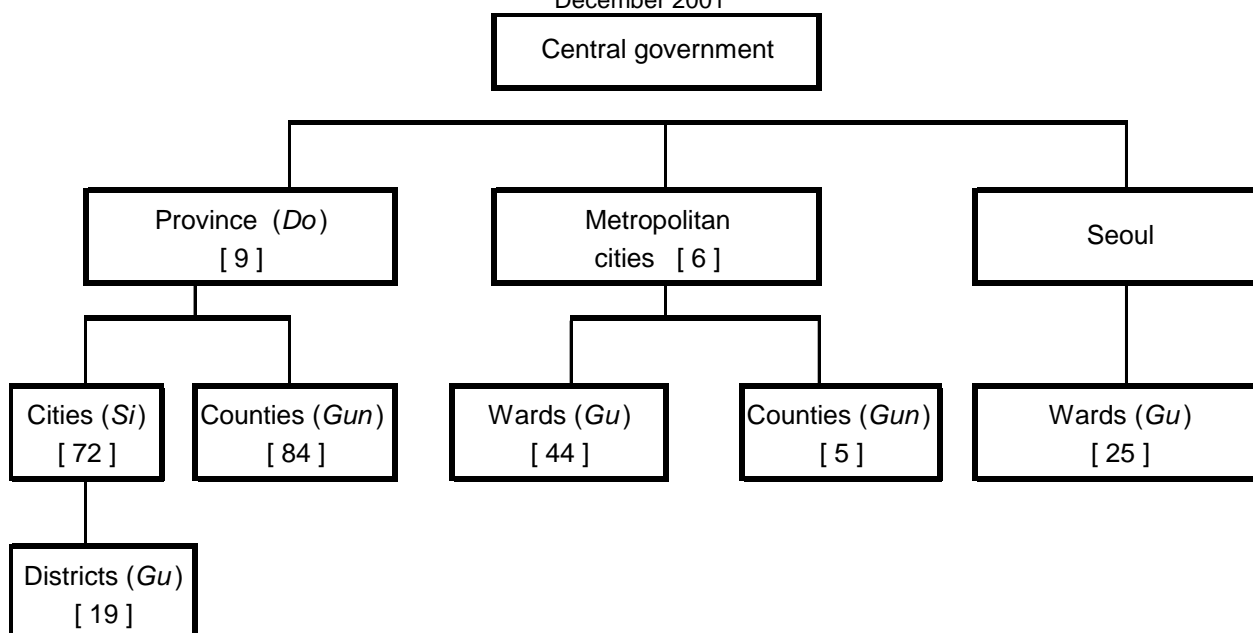 December 2001
Central government
Province (Do)
[ 9 ]
Metropolitan
cities [ 6 ]
Seoul
Cities (Si)
[ 72 ]
Counties (Gun)
[ 84 ]
Wards (Gu)
[ 44 ]
Counties (Gun)
[ 5 ]
Wards (Gu)
[ 25 ]
Districts (Gu)
[ 19 ]